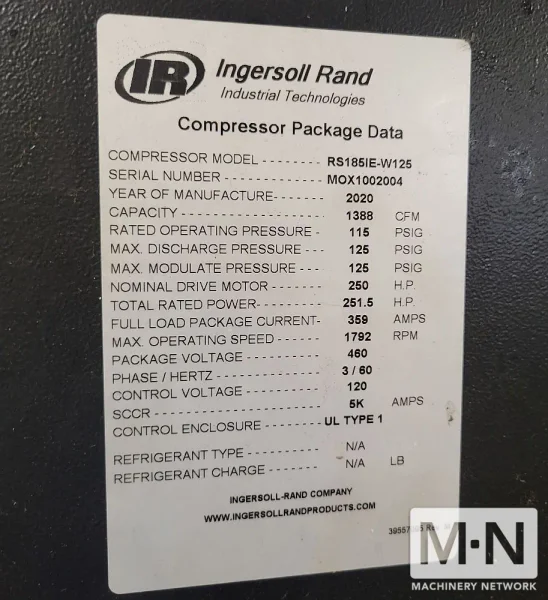 IR Ingersoll Rand
Industrial Technologies
Compressor Package Data
COMPRESSOR MODEL -------- RS185IE-W125
SERIAL NUMBER ------------ MOX1002004
YEAR OF MANUFACTURE-------- 2020
CAPACITY ----------------- 1388 CFM
RATED OPERATING PRESSURE - 115 PSIG
MAX. DISCHARGE PRESSURE -- 125 PSIG
MAX. MODULATE PRESSURE --- 125 PSIG
NOMINAL DRIVE MOTOR ------ 250 H.P.
TOTAL RATED POWER--------- 251.5 H.P.
FULL LOAD PACKAGE CURRENT- 359 AMPS
MAX. OPERATING SPEED ----- 1792 RPM
PACKAGE VOLTAGE ---------- 460
PHASE / HERTZ ------------ 3 / 60
CONTROL VOLTAGE ---------- 120
SCCR --------------------- 5K AMPS
CONTROL ENCLOSURE -------- UL TYPE 1
REFRIGERANT TYPE --------- N/A
REFRIGERANT CHARGE ------- N/A LB
INGERSOLL-RAND COMPANY
WWW.INGERSOLLRANDPRODUCTS.COM
M·N
MACHINERY NETWORK